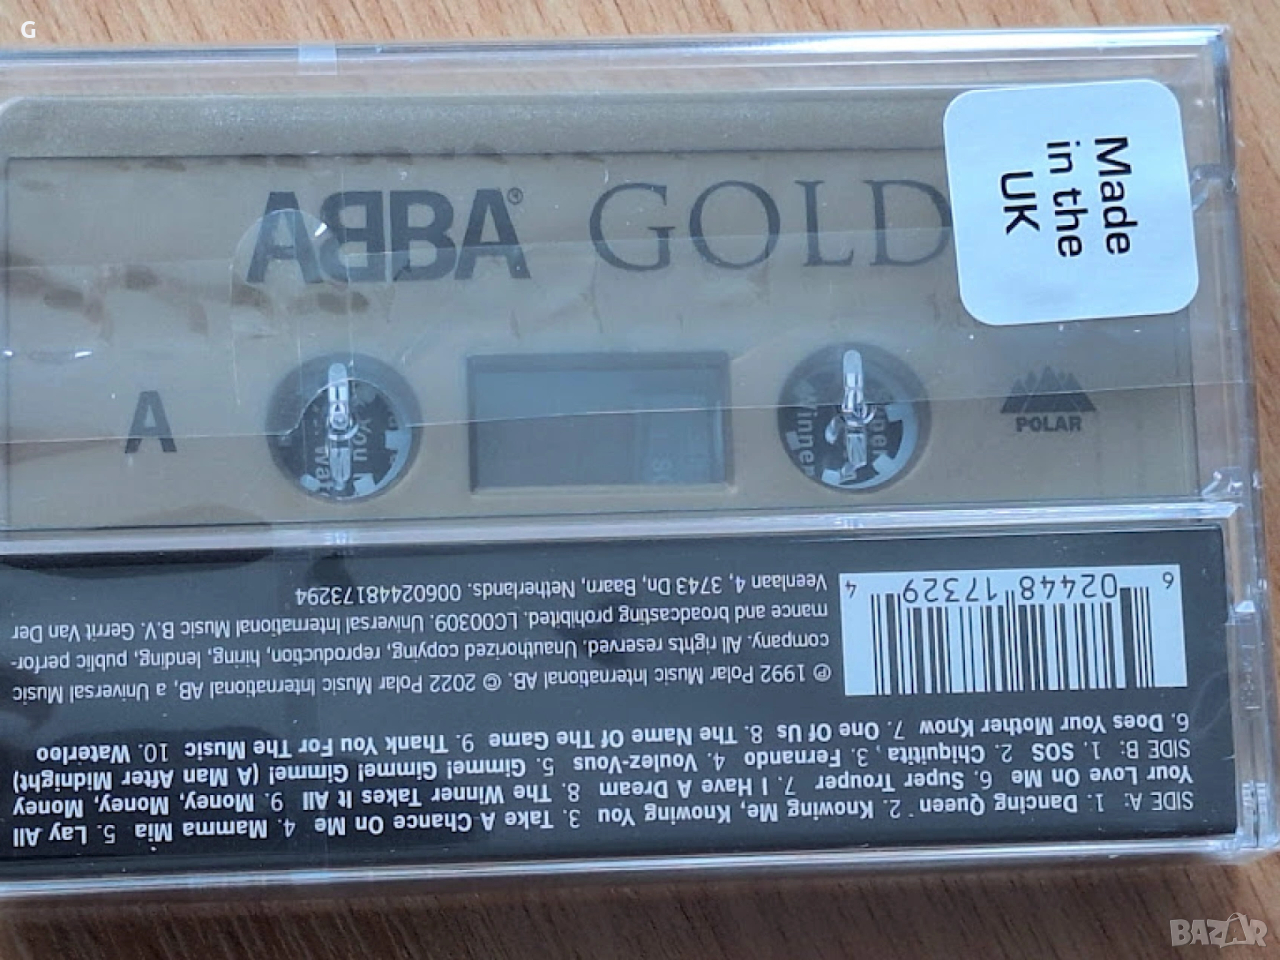 G
ABBA® GOLD
Made
in the
UK
A
You
Wat
per
winner
POLAR
6 02448 17329 4
℗ 1992 Polar Music International AB. © 2022 Polar Music International AB, a Universal Music
company. All rights reserved. Unauthorized copying, reproduction, hiring, lending, public perfor-
mance and broadcasting prohibited. LC00309. Universal International Music B.V. Gerrit Van Der
Veenlaan, 4, 3743 Dn, Baarn, Netherlands. 00602448173294
SIDE A: 1. Dancing Queen 2. Knowing Me, Knowing You 3. Take A Chance On Me 4. Mamma Mia 5. Lay All
Your Love On Me 6. Super Trouper 7. I Have A Dream 8. The Winner Takes It All 9. Money, Money, Money
SIDE B: 1. SOS 2. Chiquitita 3. Fernando 4. Voulez-Vous 5. Gimme! Gimme! Gimme! (A Man After Midnight)
6. Does Your Mother Know 7. One Of Us 8. The Name Of The Game 9. Thank You For The Music 10. Waterloo
BAZAR